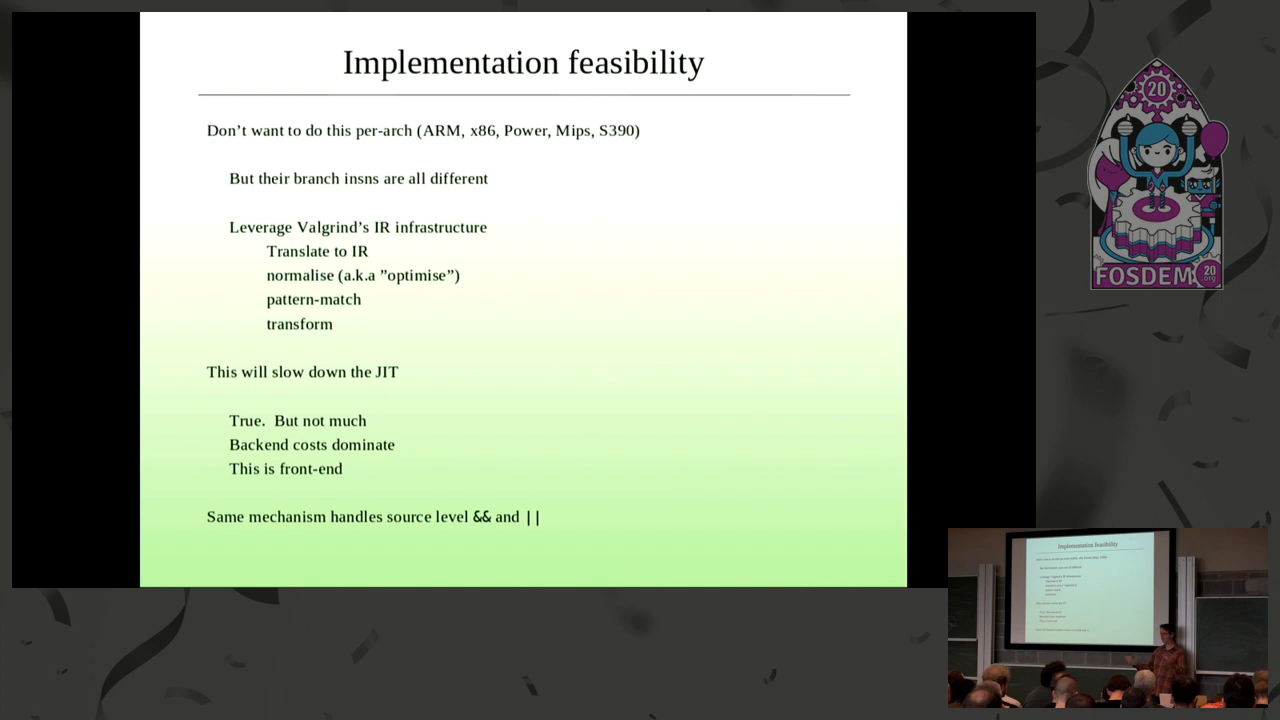 Implementation feasibility
Don't want to do this per-arch (ARM, x86, Power, Mips, S390)
But their branch insns are all different
Leverage Valgrind's IR infrastructure
Translate to IR
normalise (a.k.a ”optimise”)
pattern-match
transform
This will slow down the JIT
True.  But not much
Backend costs dominate
This is front-end
Same mechanism handles source level && and ||
20
FOSDEM
20
.org
Implementation feasibility